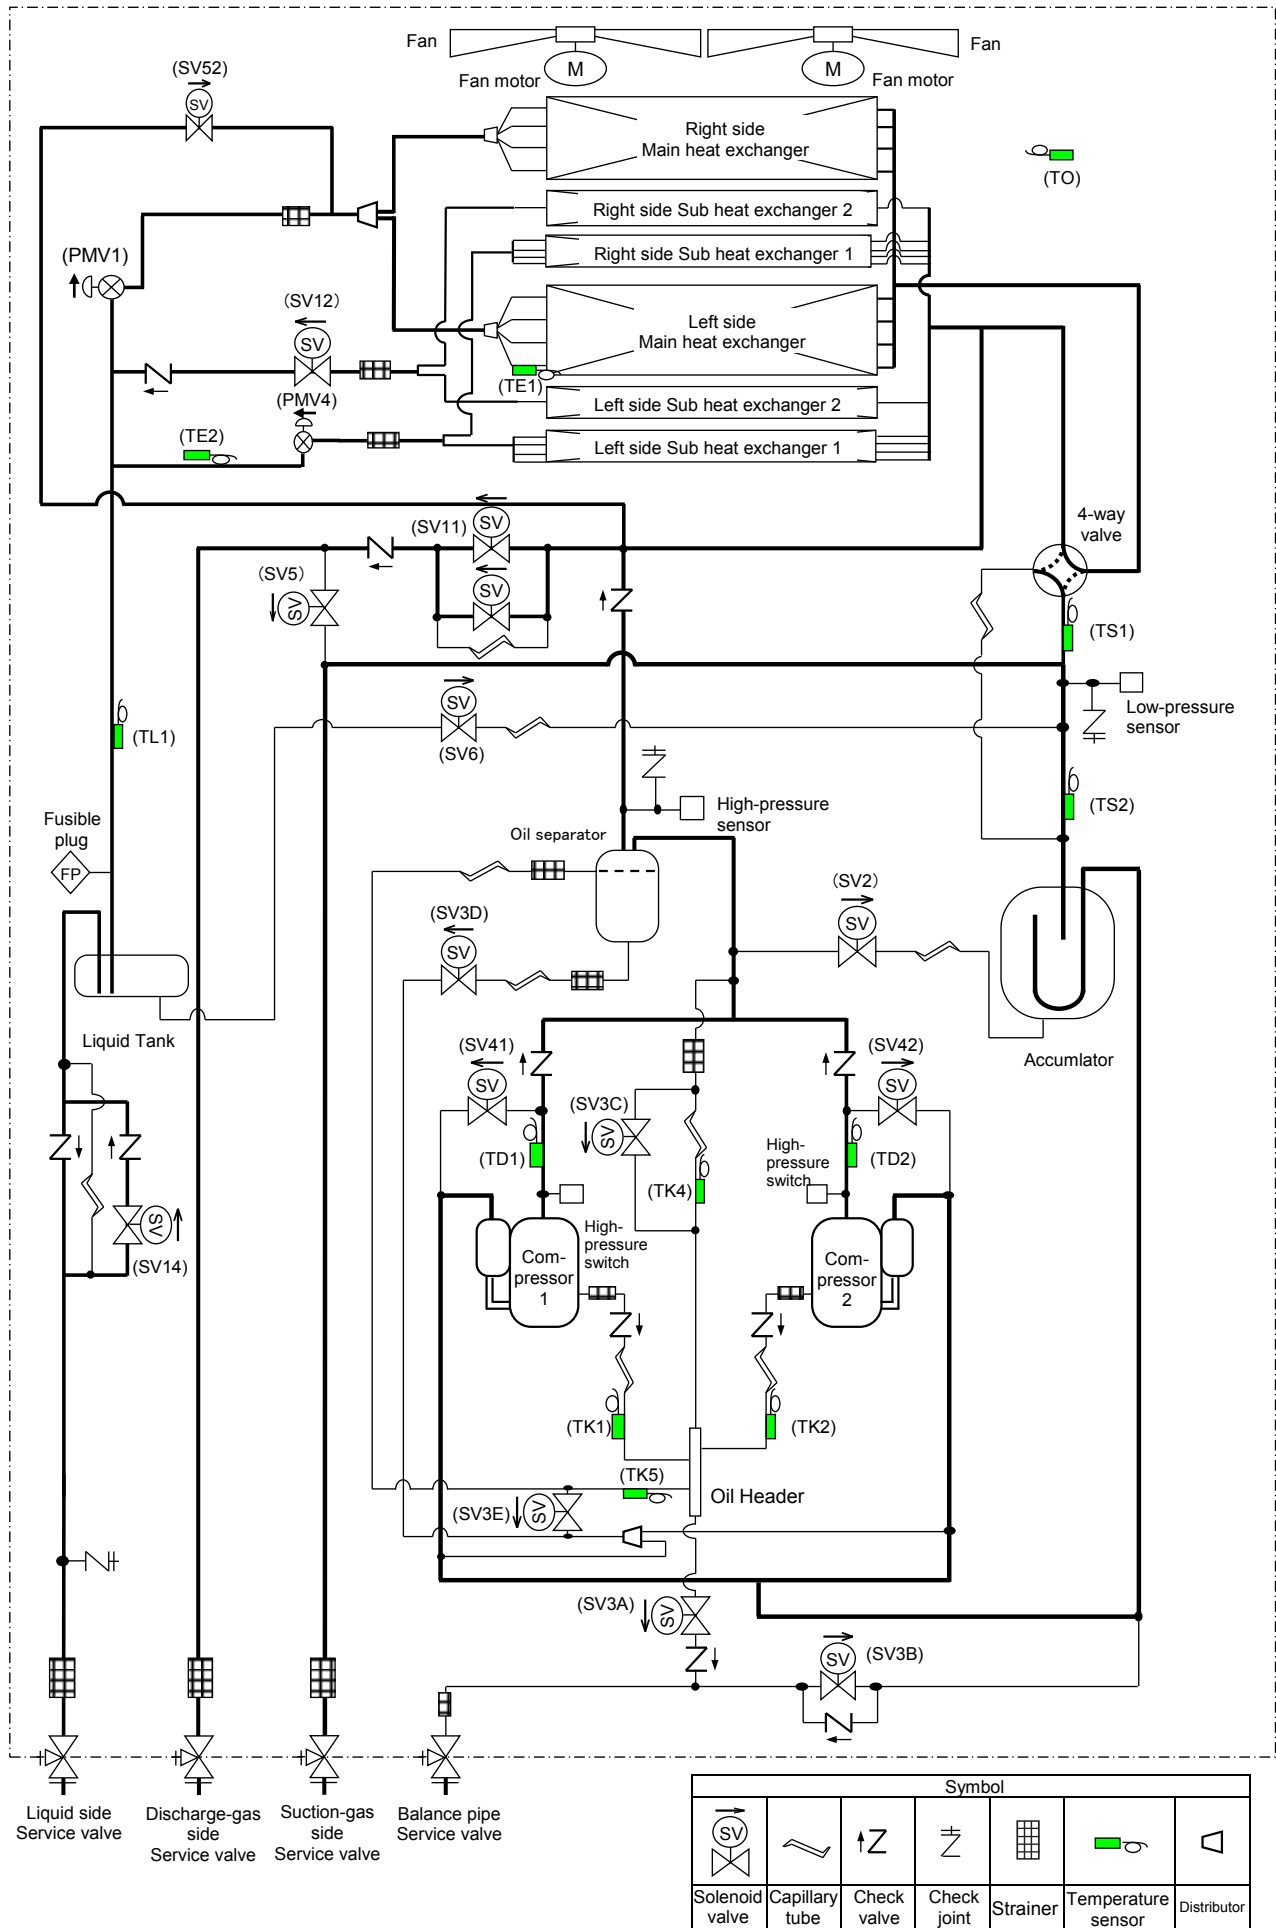 Fan
Fan
M
M
Fan motor
Fan motor
(SV52)
SV
Right side
Main heat exchanger
(TO)
Right side Sub heat exchanger 2
Right side Sub heat exchanger 1
(PMV1)
(SV12)
SV
Left side
Main heat exchanger
(TE1)
(PMV4)
Left side Sub heat exchanger 2
(TE2)
Left side Sub heat exchanger 1
(SV11)
SV
4-way
valve
(SV5)
SV
SV
(TS1)
SV
(SV6)
(TL1)
Low-pressure
sensor
(TS2)
High-pressure
sensor
Fusible
plug
FP
Oil separator
(SV3D)
SV
(SV2)
SV
Liquid Tank
Accumlator
(SV41)
SV
(SV42)
SV
(SV3C)
SV
(TD1)
(TK4)
High-
pressure
switch
(TD2)
High-
pressure
switch
Com-
pressor
1
Com-
pressor
2
SV
(SV14)
(TK1)
(TK2)
(TK5)
Oil Header
(SV3E)
SV
(SV3A)
SV
(SV3B)
SV
Liquid side
Service valve
Discharge-gas
side
Service valve
Suction-gas
side
Service valve
Balance pipe
Service valve
Symbol
SV
Solenoid
valve
Capillary
tube
Check
valve
Check
joint
Strainer
Temperature
sensor
Distributor